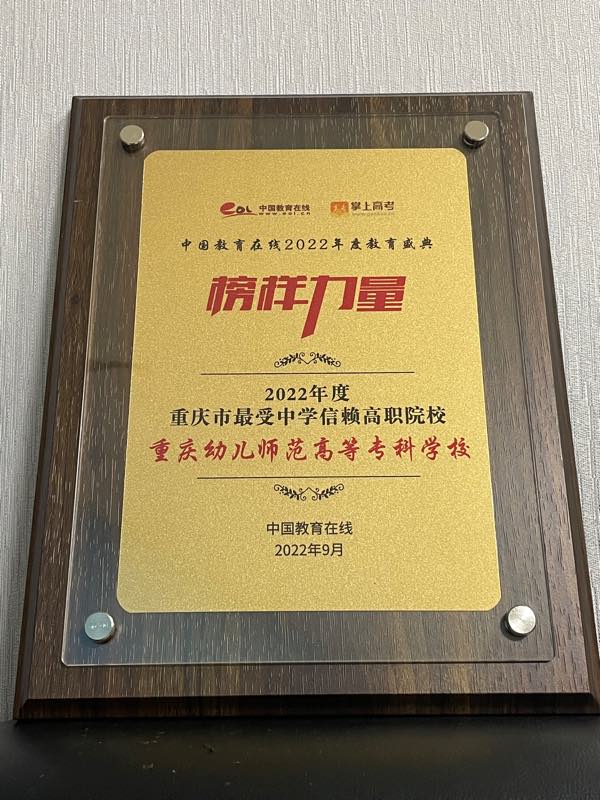 eol 中国教育在线 掌上高考
www.eol.cn
中国教育在线2022年度教育盛典
榜样力量
2022年度
重庆市最受中学信赖高职院校
重庆幼儿师范高等专科学校
中国教育在线
2022年9月